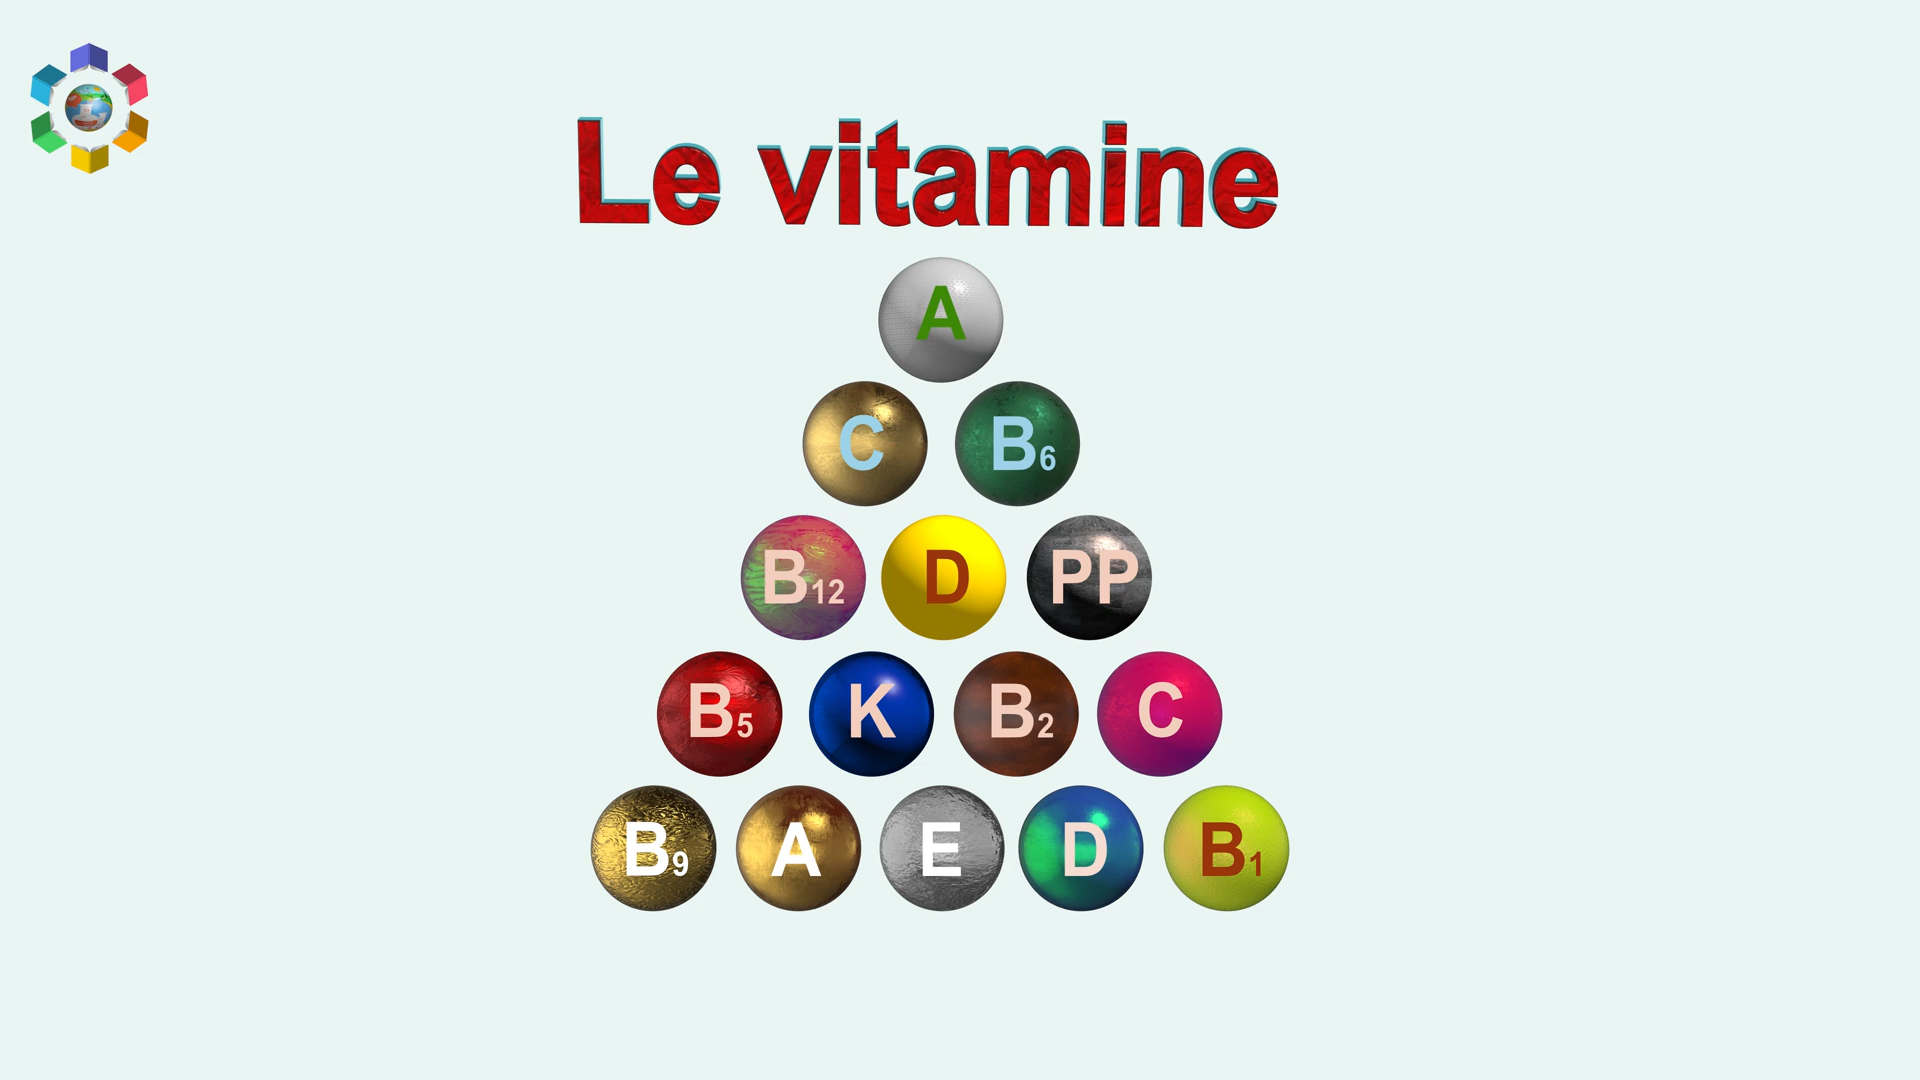 Le vitamine
A
C B₆
B₁₂ D PP
B₅ K B₂ C
B₉ A E D B₁